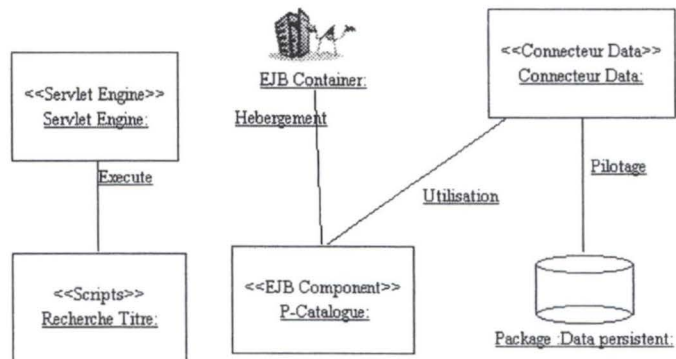 <<Servlet Engine>>
Servlet Engine:
EJB Container:
<<Connecteur Data>>
Connecteur Data:
Hebergement
Execute
Utilisation
Pilotage
<<Scripts>>
Recherche Titre:
<<EJB Component>>
P-Catalogue:
Package :Data persistent: